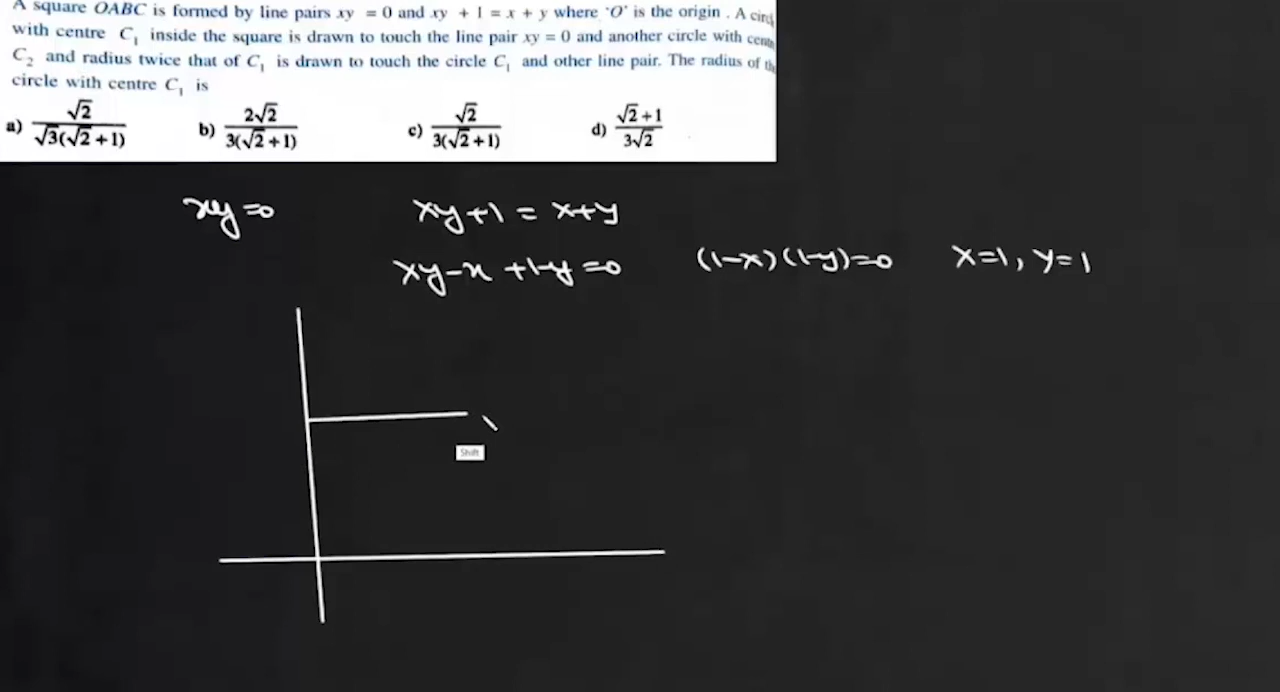 A square OABC is formed by line pairs xy = 0 and xy + 1 = x + y where 'O' is the origin . A
with centre C₁ inside the square is drawn to touch the line pair xy = 0 and another circle with
C₂ and radius twice that of C₁ is drawn to touch the circle C₁ and other line pair. The radius of
circle with centre C₁ is
a) √2/(√3(√2+1)) b) 2√2/(3(√2+1)) c) √2/(3(√2+1)) d) (√2+1)/(3√2)
xy=0 xy+1 = x+y
xy-x+1-y=0 (1-x)(1-y)=0 x=1, y=1
Shift